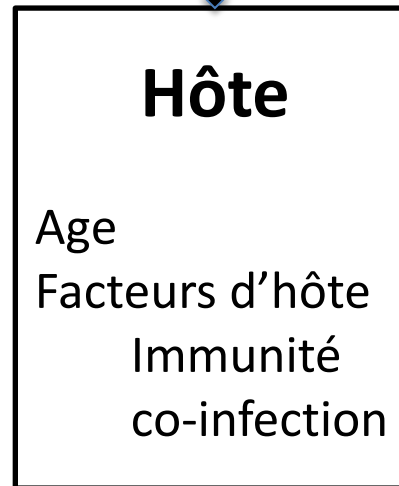 Hôte
Age
Facteurs d’hôte
Immunité
co-infection